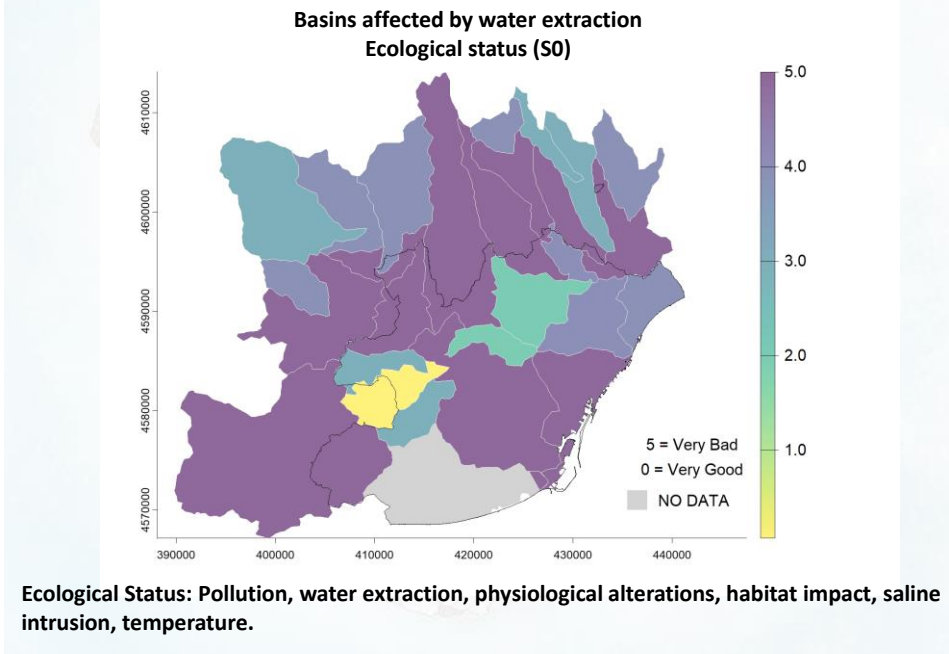 Basins affected by water extraction
Ecological status (S0)
4610000
4600000
4590000
4580000
4570000
390000
400000
410000
420000
430000
440000
5.0
4.0
3.0
2.0
1.0
5 = Very Bad
0 = Very Good
NO DATA
Ecological Status: Pollution, water extraction, physiological alterations, habitat impact, saline
intrusion, temperature.